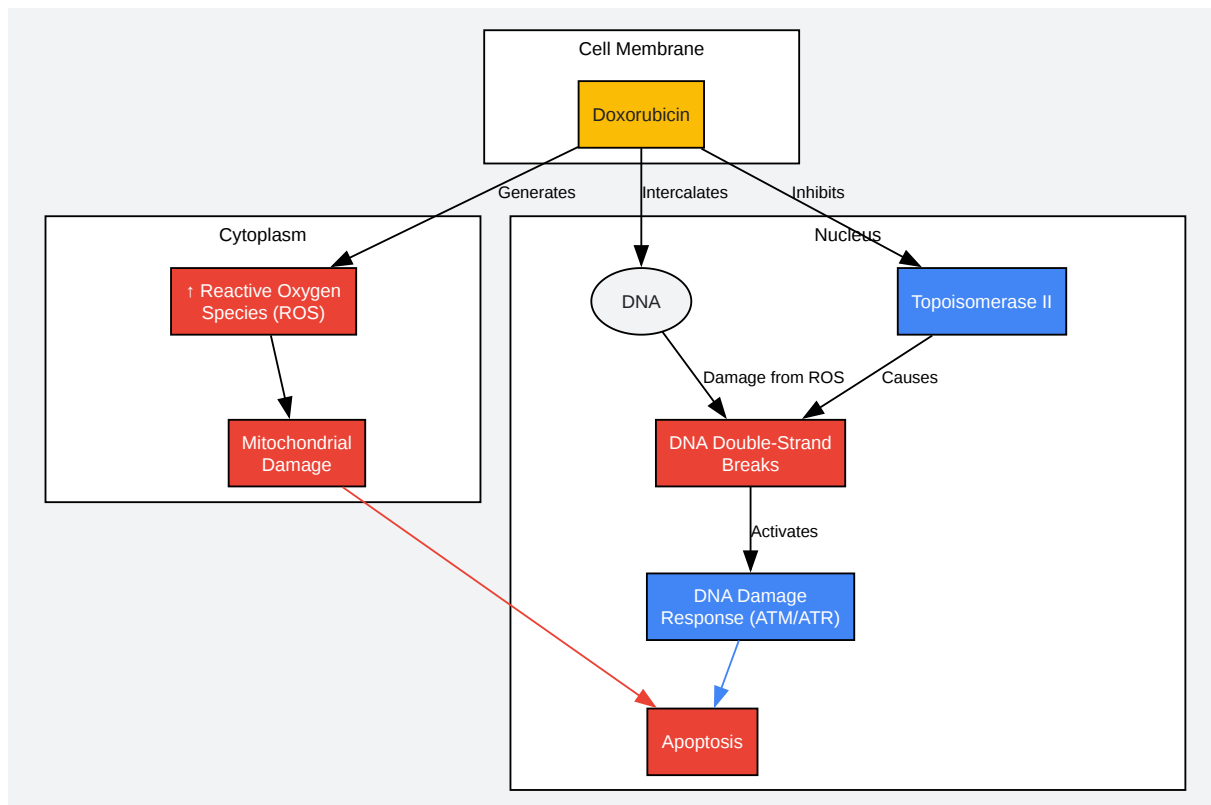 Cell Membrane
Doxorubicin
Generates
Intercalates
Inhibits
Cytoplasm
Nucleus
↑ Reactive Oxygen
Species (ROS)
DNA
Topoisomerase II
Damage from ROS
Causes
Mitochondrial
Damage
DNA Double-Strand
Breaks
Activates
DNA Damage
Response (ATM/ATR)
Apoptosis